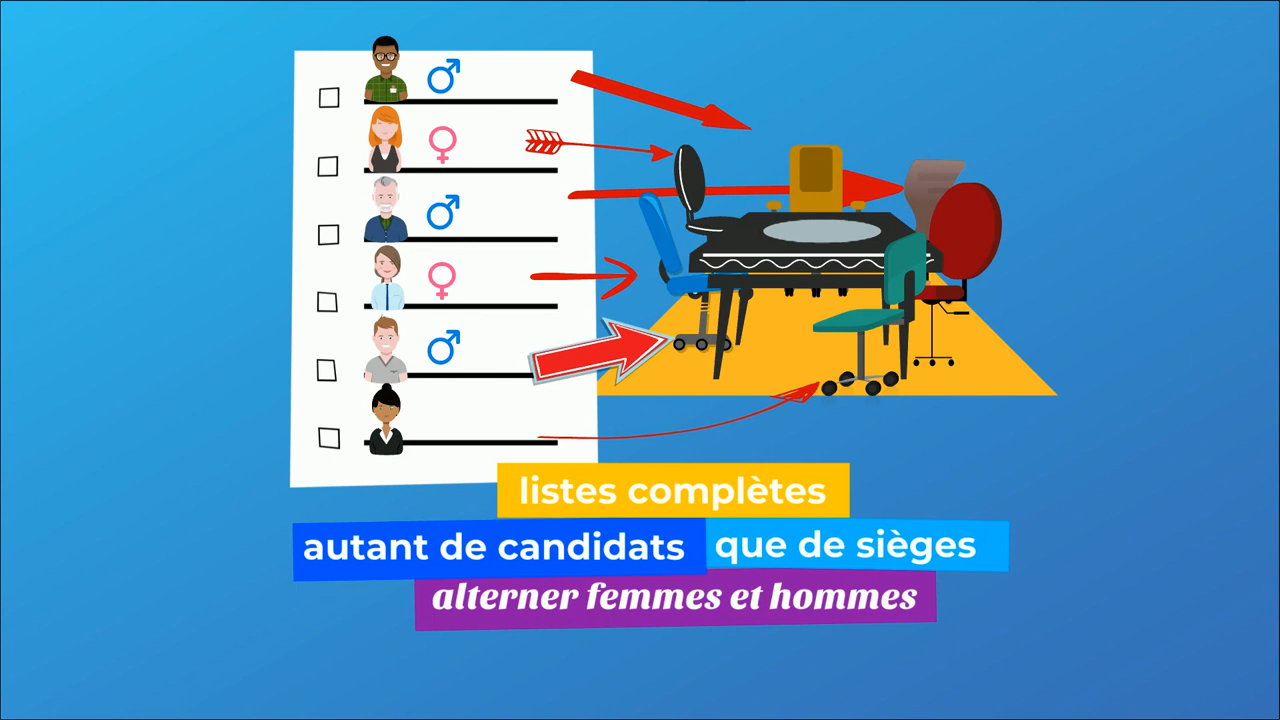 listes complètes
autant de candidats que de sièges
alterner femmes et hommes